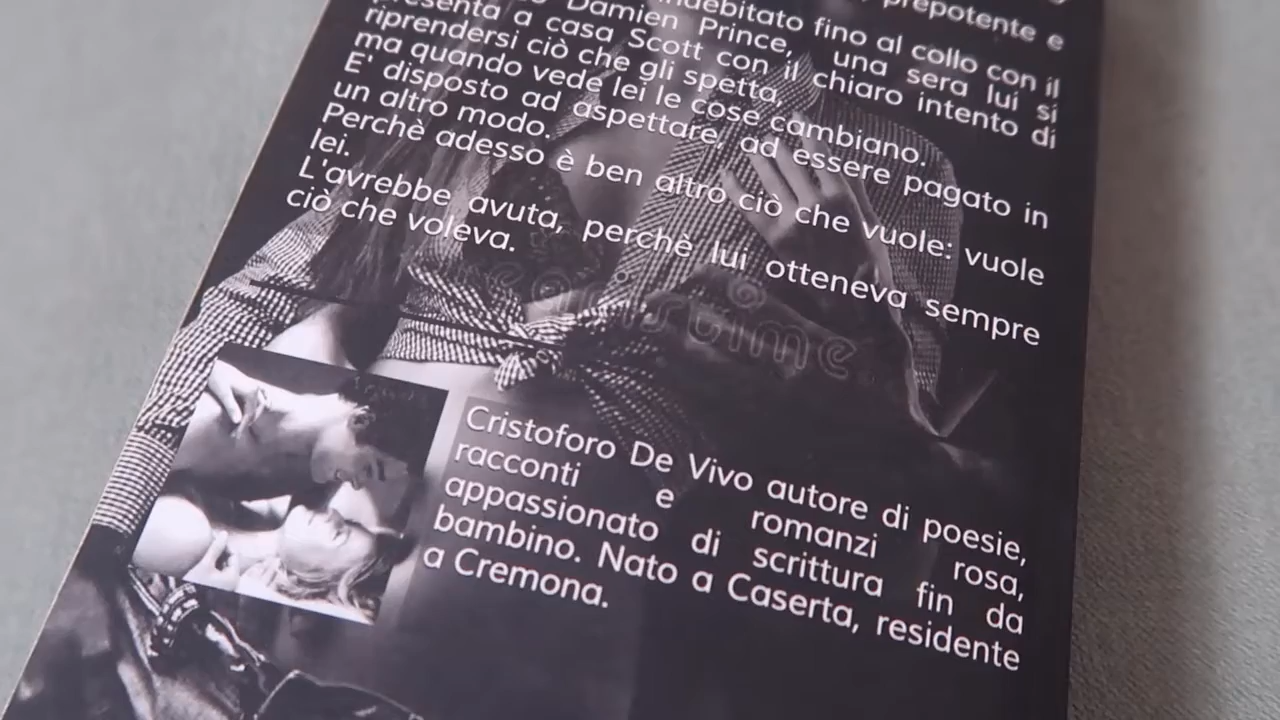 prepotente e
indebitato fino al collo con il
Damien Prince, una sera lui si
presenta a casa Scott con il chiaro intento di
riprendersi ciò che gli spetta,
ma quando vede lei le cose cambiano.
E' disposto ad aspettare, ad essere pagato in
un altro modo.
Perchè adesso è ben altro ciò che vuole: vuole
lei.
L'avrebbe avuta, perchè lui otteneva sempre
ciò che voleva.
Cristoforo De Vivo autore di poesie,
racconti e romanzi rosa,
appassionato di scrittura fin da
bambino. Nato a Caserta, residente
a Cremona.